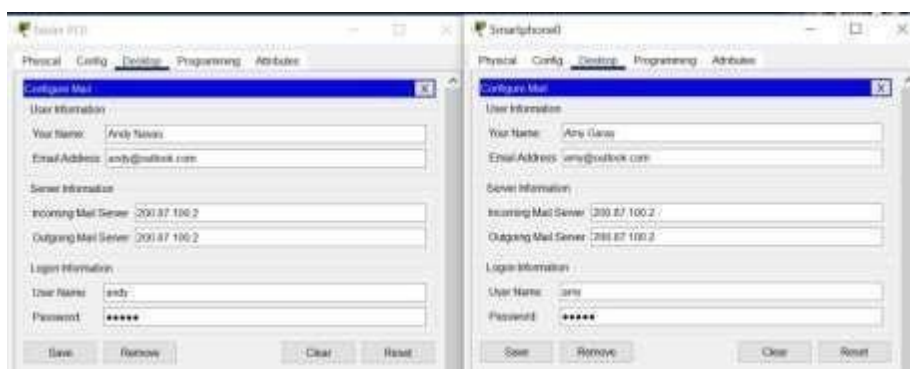 Physical Config Desktop Programming Attributes
Configure Mail X
User Information
Your Name: Andy
Email Address andy@outlook.com
Server Information
Incoming Mail Server 200.87.100.2
Outgoing Mail Server 200.87.100.2
Logon Information
User Name: andy
Password: •••••
Save Remove Clear Reset
Smartphone0
Physical Config Desktop Programming Attributes
Configure Mail X
User Information
Your Name: Amy Garay
Email Address amy@outlook.com
Server Information
Incoming Mail Server 200.87.100.2
Outgoing Mail Server 200.87.100.2
Logon Information
User Name: amy
Password: •••••
Save Remove Clear Reset